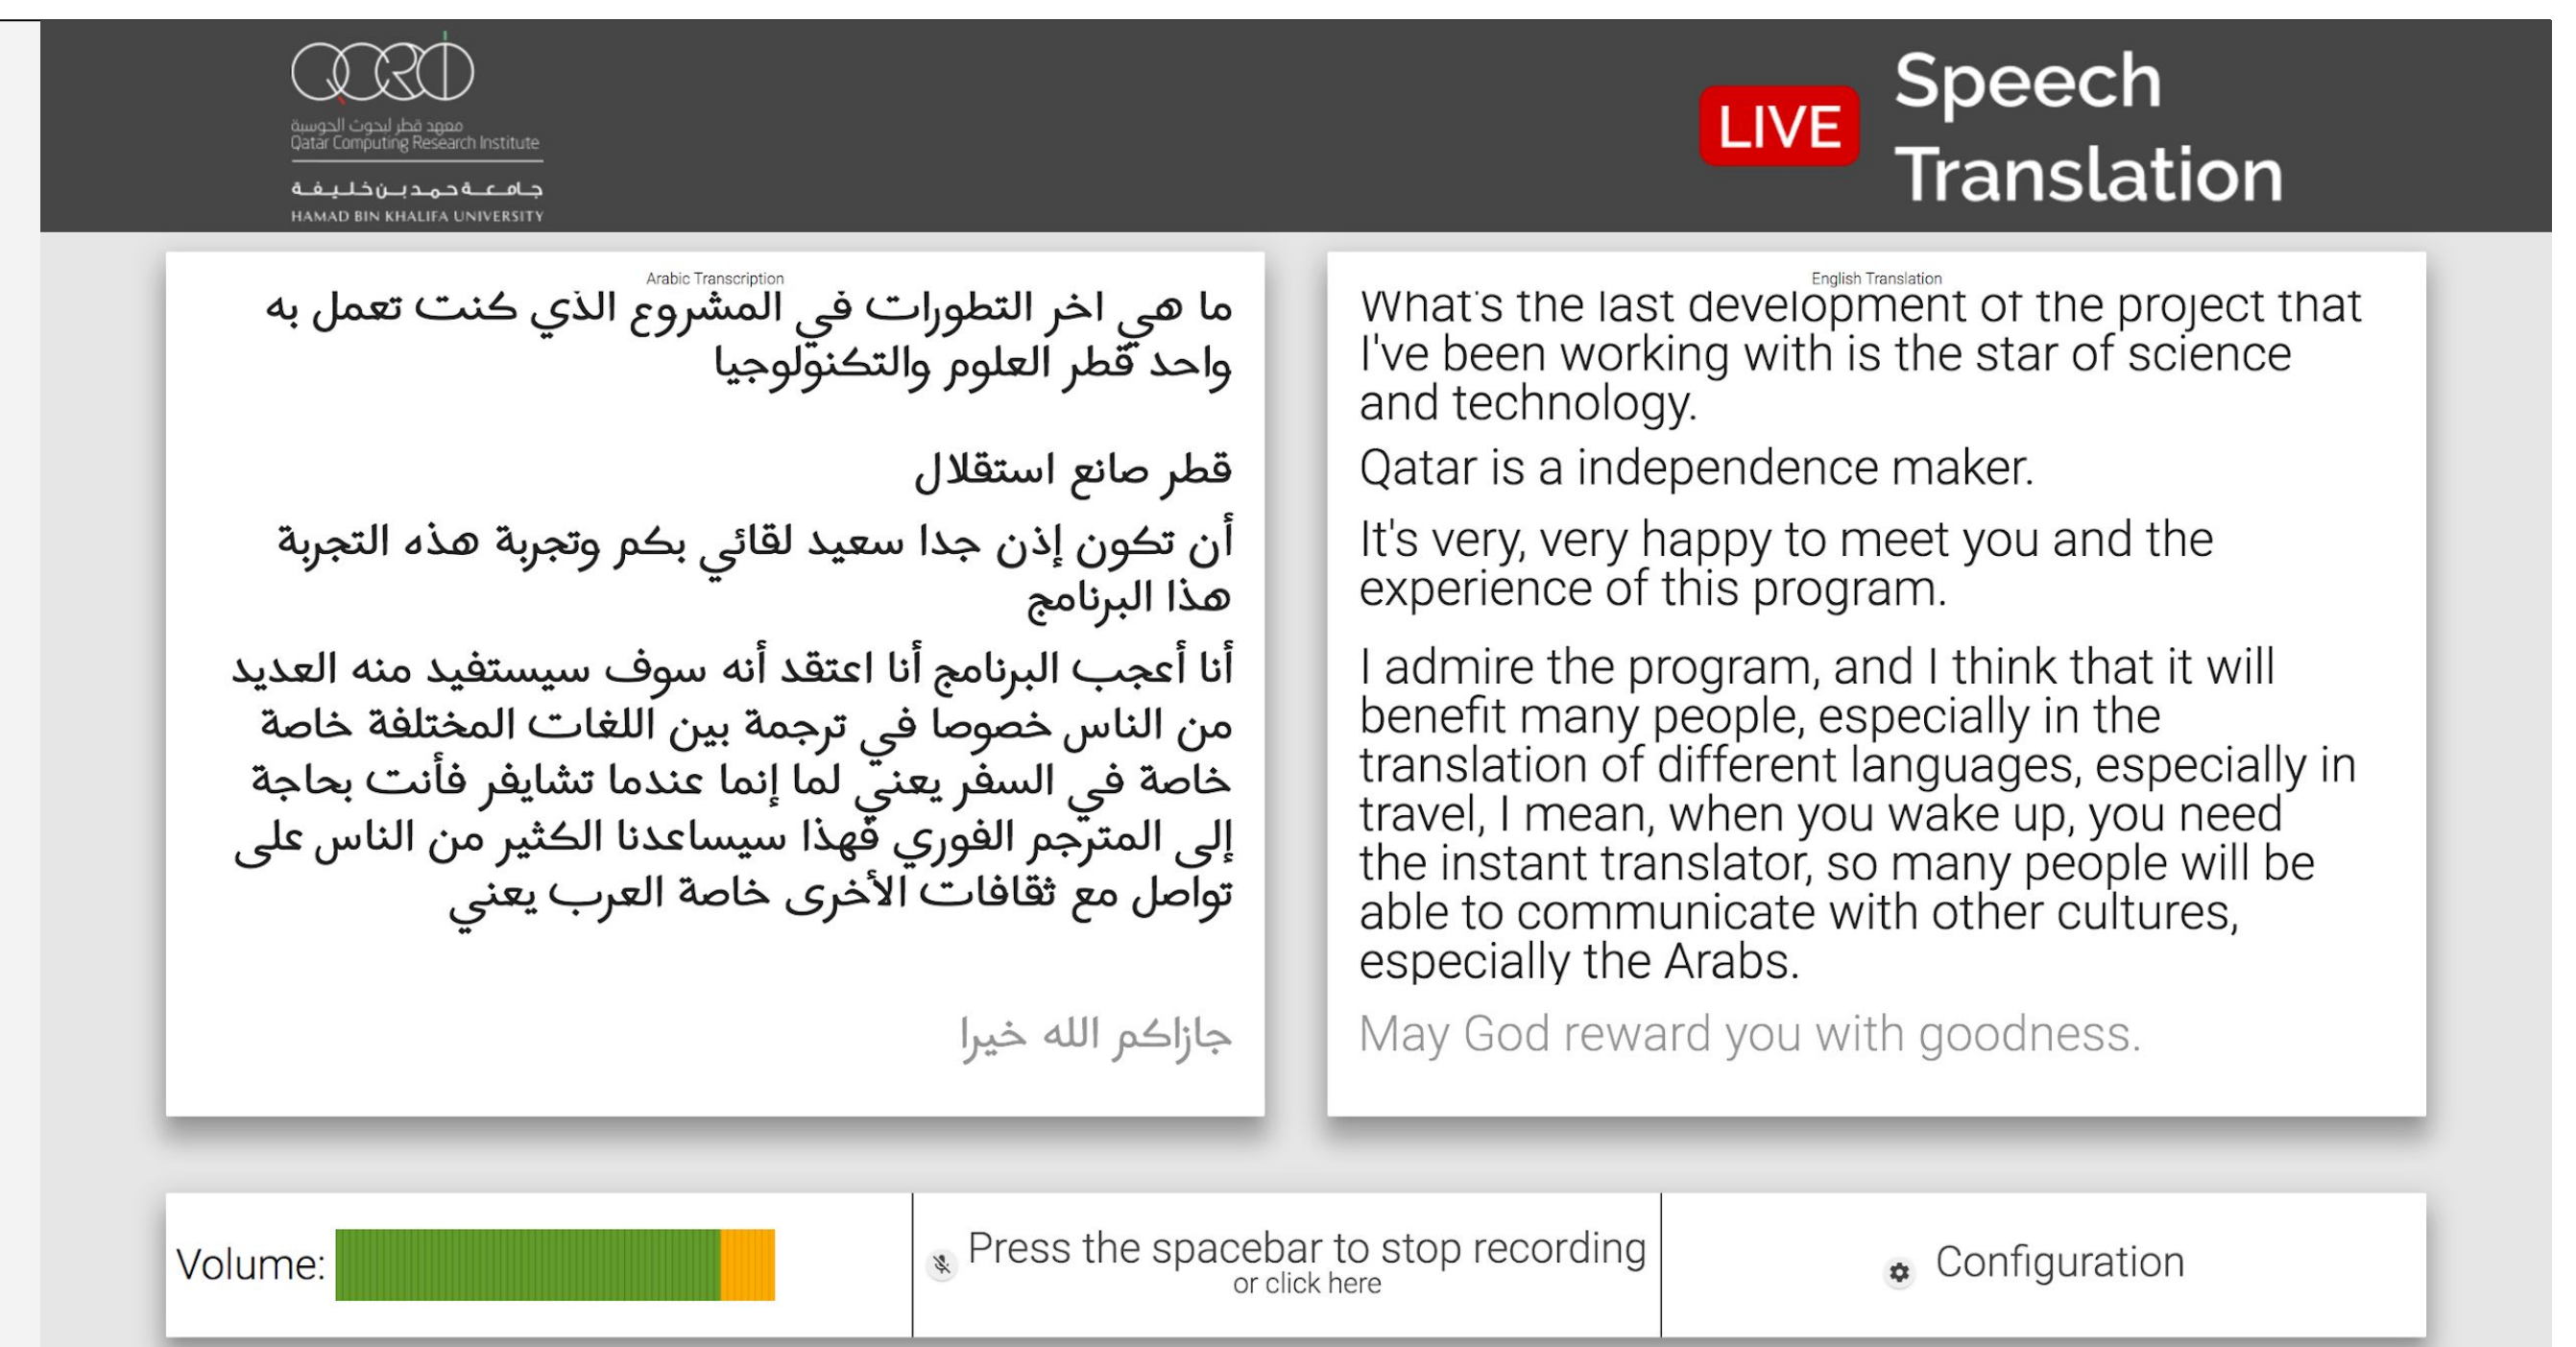 QCRI
معهد قطر لبحوث الحوسبة
Qatar Computing Research Institute
جامعة حمد بن خليفة
HAMAD BIN KHALIFA UNIVERSITY
LIVE
Speech
Translation
Arabic Transcription
ما هي اخر التطورات في المشروع الذي كنت تعمل به
واحد قطر العلوم والتكنولوجيا
قطر صانع استقلال
أن تكون إذن جدا سعيد لقائي بكم وتجربة هذه التجربة
هذا البرنامج
أنا أعجب البرنامج أنا اعتقد أنه سوف سيستفيد منه العديد
من الناس خصوصا في ترجمة بين اللغات المختلفة خاصة
خاصة في السفر يعني لما إنما عندما تشايفر فأنت بحاجة
إلى المترجم الفوري فهذا سيساعدنا الكثير من الناس على
تواصل مع ثقافات الأخرى خاصة العرب يعني
جازاكم الله خيرا
English Translation
What's the last development of the project that
I've been working with is the star of science
and technology.
Qatar is a independence maker.
It's very, very happy to meet you and the
experience of this program.
I admire the program, and I think that it will
benefit many people, especially in the
translation of different languages, especially in
travel, I mean, when you wake up, you need
the instant translator, so many people will be
able to communicate with other cultures,
especially the Arabs.
May God reward you with goodness.
Volume:
Press the spacebar to stop recording
or click here
Configuration